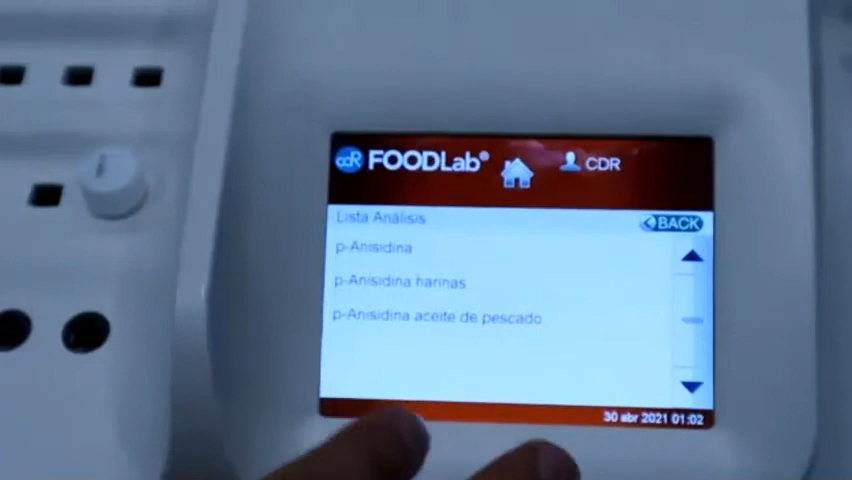 cdR FOODLab® CDR
Lista Análisis BACK
p-Anisidina
p-Anisidina harinas
p-Anisidina aceite de pescado
30 abr 2021 01:02